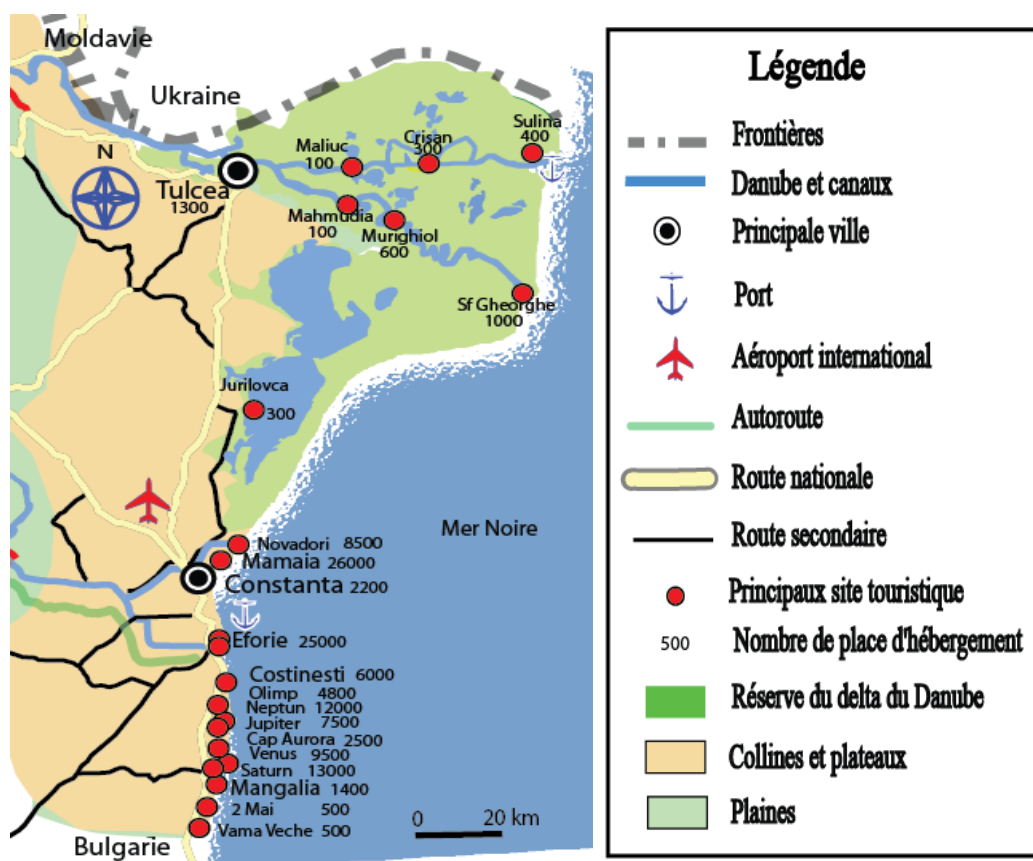 Moldavie
Ukraine
N
Tulcea
1300
Maliuc
100
Crisan
300
Sulina
400
Mahmudia
100
Murighiol
600
Sf Gheorghe
1000
Jurilovca
300
Mer Noire
Novadori 8500
Mamaia 26000
Constanta 2200
Eforie 25000
Costinesti 6000
Olimp 4800
Neptun 12000
Jupiter 7500
Cap Aurora 2500
Venus 9500
Saturn 13000
Mangalia 1400
2 Mai 500
Vama Veche 500
Bulgarie
0 20 km
Légende
Frontières
Danube et canaux
Principale ville
Port
Aéroport international
Autoroute
Route nationale
Route secondaire
Principaux site touristique
500 Nombre de place d'hébergement
Réserve du delta du Danube
Collines et plateaux
Plaines